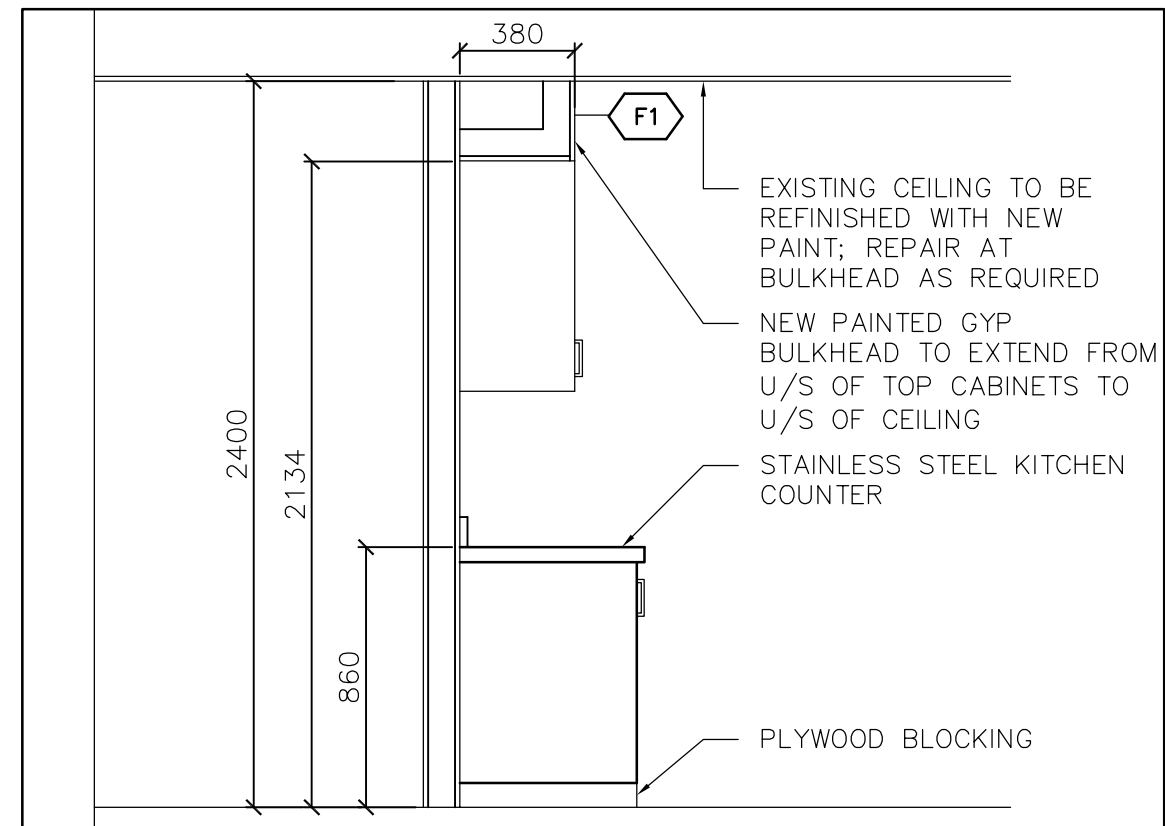 380
F1
EXISTING CEILING TO BE
REFINISHED WITH NEW
PAINT; REPAIR AT
BULKHEAD AS REQUIRED
NEW PAINTED GYP
BULKHEAD TO EXTEND FROM
U/S OF TOP CABINETS TO
U/S OF CEILING
2400
2134
STAINLESS STEEL KITCHEN
COUNTER
860
PLYWOOD BLOCKING